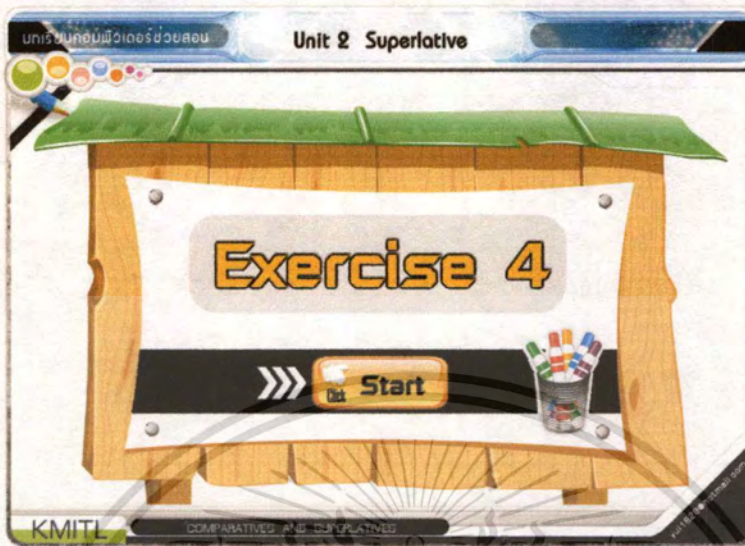 บทเรียนคอมพิวเตอร์ช่วยสอน
Unit 2 Superlative
Exercise 4
Click Start
KMITL
COMPARATIVES AND SUPERLATIVES